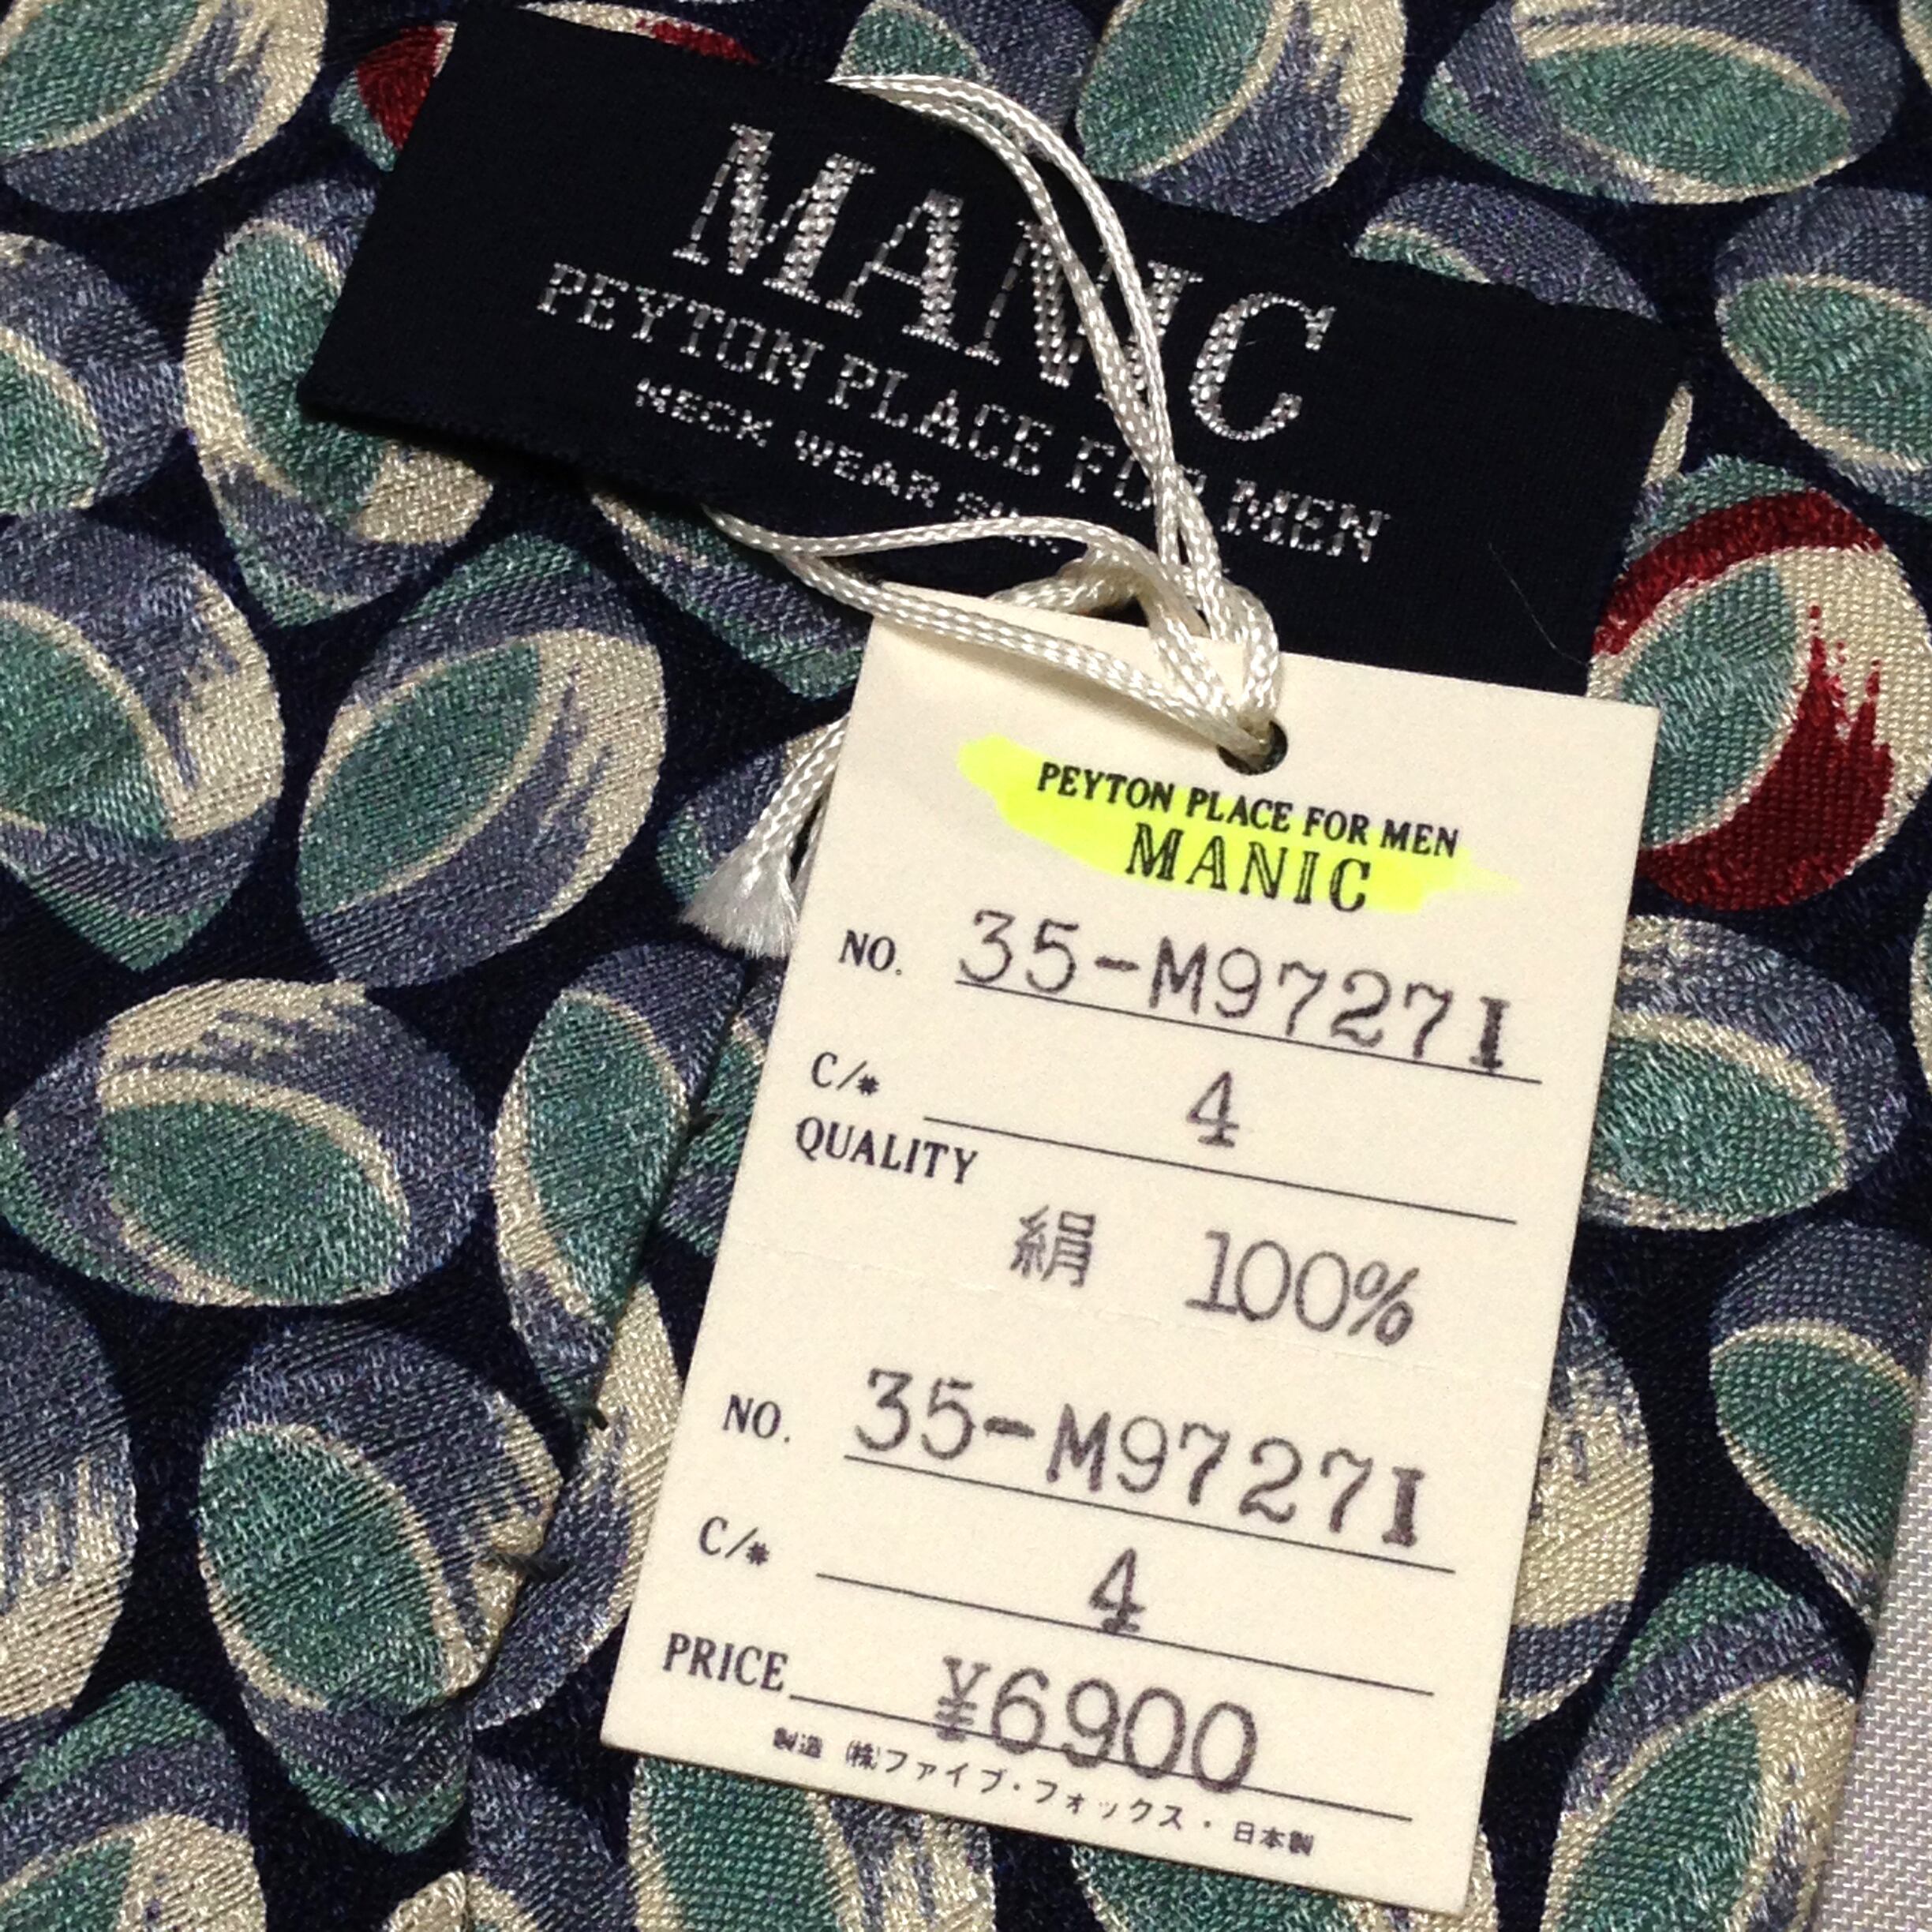 MANIC
PEYTON PLACE FOR MEN
NECK WEAR
PEYTON PLACE FOR MEN
MANIC
NO. 35-M9727I
C/# 4
QUALITY
絹 100%
NO. 35-M9727I
C/# 4
PRICE ¥6900
製造 ㈱ファイブ・フォックス・日本製